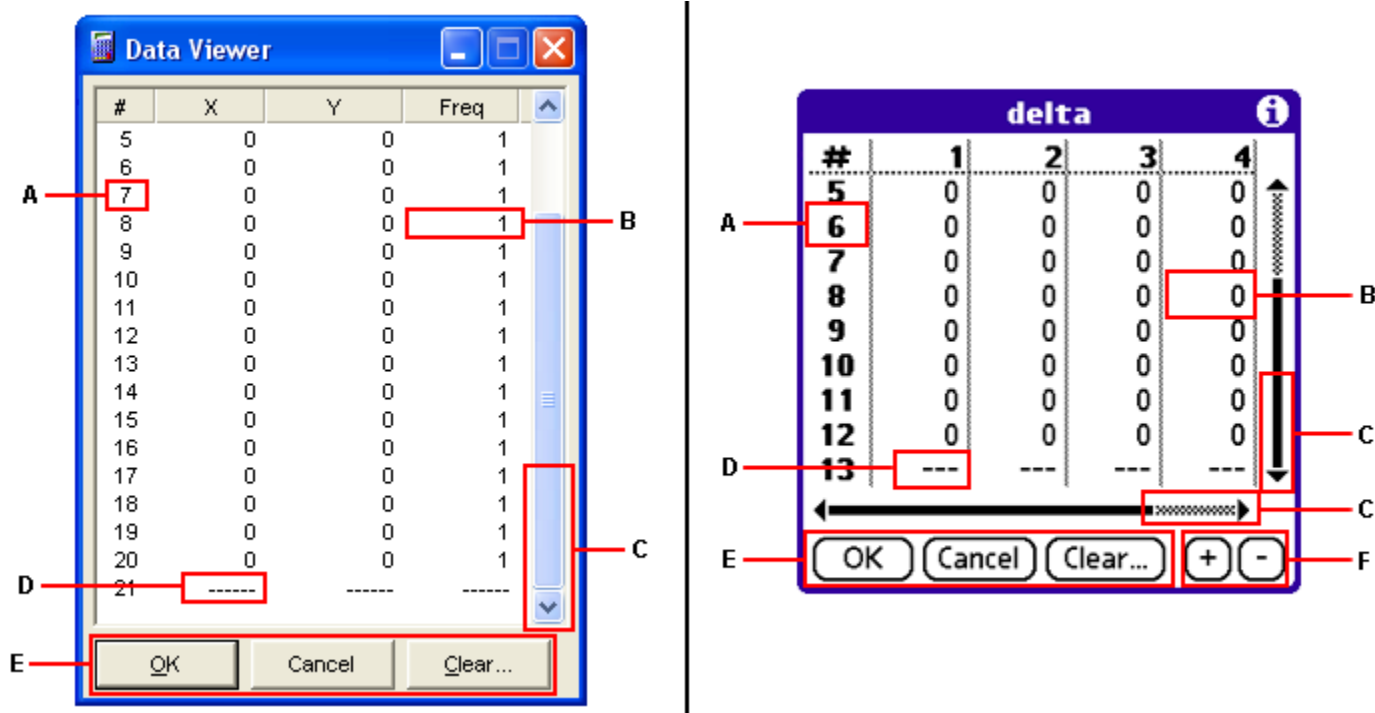 Data Viewer
# X Y Freq
5 0 0 1
6 0 0 1
A 7 0 0 1
8 0 0 1 B
9 0 0 1
10 0 0 1
11 0 0 1
12 0 0 1
13 0 0 1
14 0 0 1
15 0 0 1
16 0 0 1
17 0 0 1
18 0 0 1
19 0 0 1 C
20 0 0 1
D 21 ------ ------ ------
E OK Cancel Clear...
delta i
# 1 2 3 4
5 0 0 0 0
A 6 0 0 0 0
7 0 0 0 0
8 0 0 0 0 B
9 0 0 0 0
10 0 0 0 0
11 0 0 0 0
12 0 0 0 0 C
D 13 --- --- --- ---
C
E OK Cancel Clear... + - F